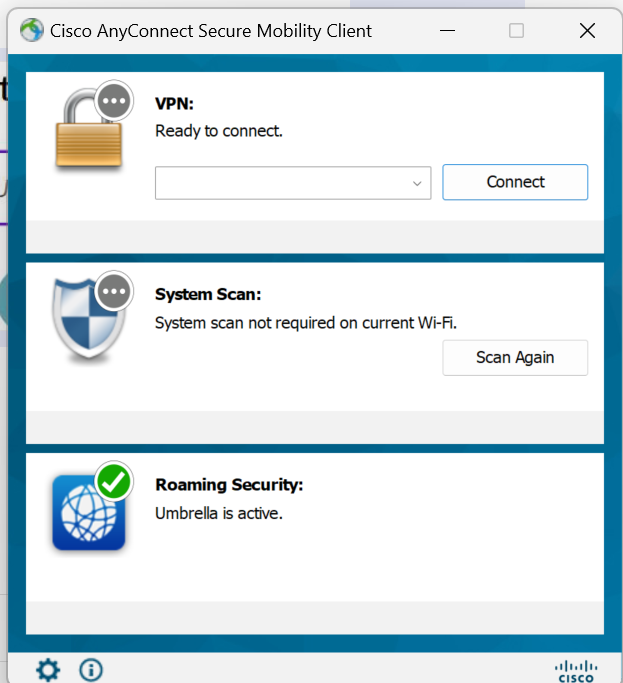 Cisco AnyConnect Secure Mobility Client
VPN:
Ready to connect.
Connect
System Scan:
System scan not required on current Wi-Fi.
Scan Again
Roaming Security:
Umbrella is active.
CISCO